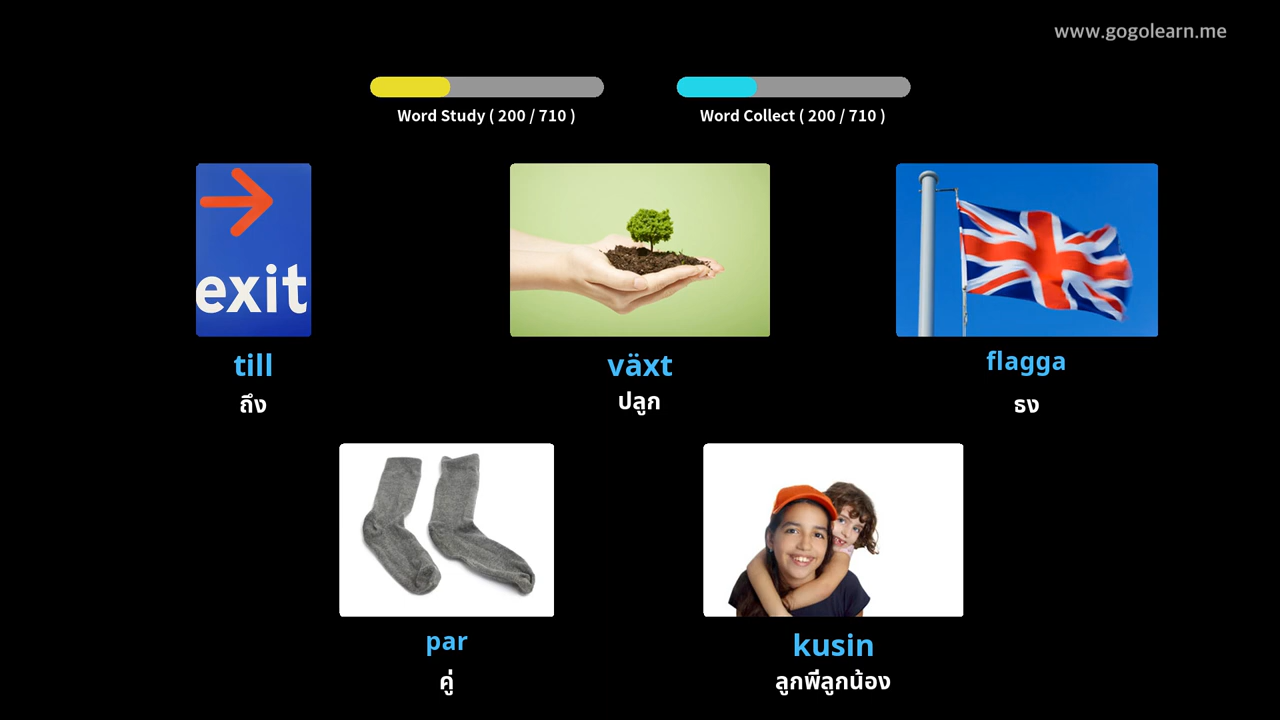 www.gogolearn.me
Word Study ( 200 / 710 )
Word Collect ( 200 / 710 )
exit
till
ถึง
växt
ปลูก
flagga
ธง
par
คู่
kusin
ลูกพี่ลูกน้อง